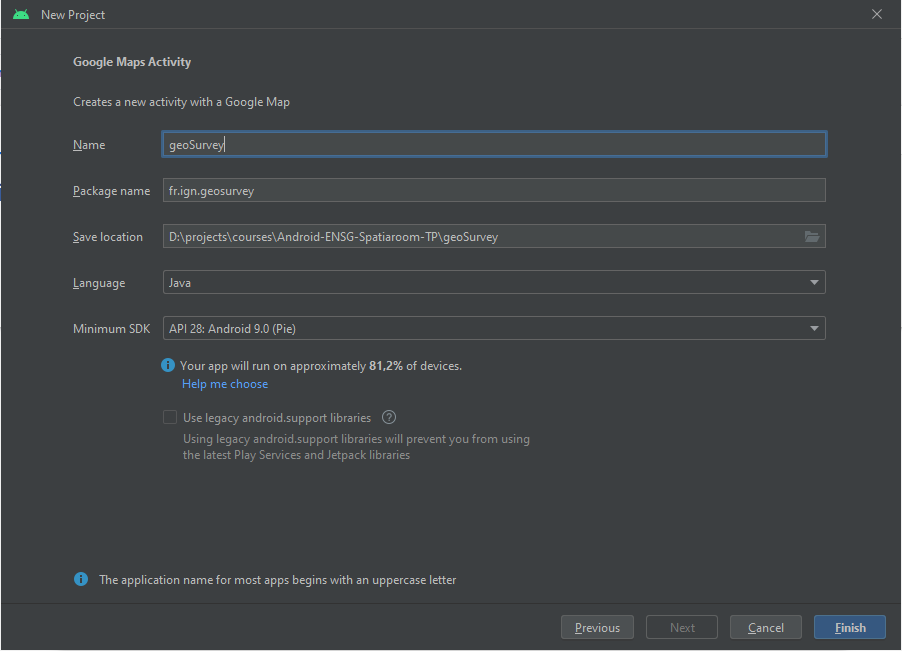 New Project
Google Maps Activity
Creates a new activity with a Google Map
Name geoSurvey
Package name fr.ign.geosurvey
Save location D:\projects\courses\Android-ENSG-Spatiaroom-TP\geoSurvey
Language Java
Minimum SDK API 28: Android 9.0 (Pie)
i Your app will run on approximately 81,2% of devices.
Help me choose
Use legacy android.support libraries ?
Using legacy android.support libraries will prevent you from using
the latest Play Services and Jetpack libraries
i The application name for most apps begins with an uppercase letter
Previous Next Cancel Finish